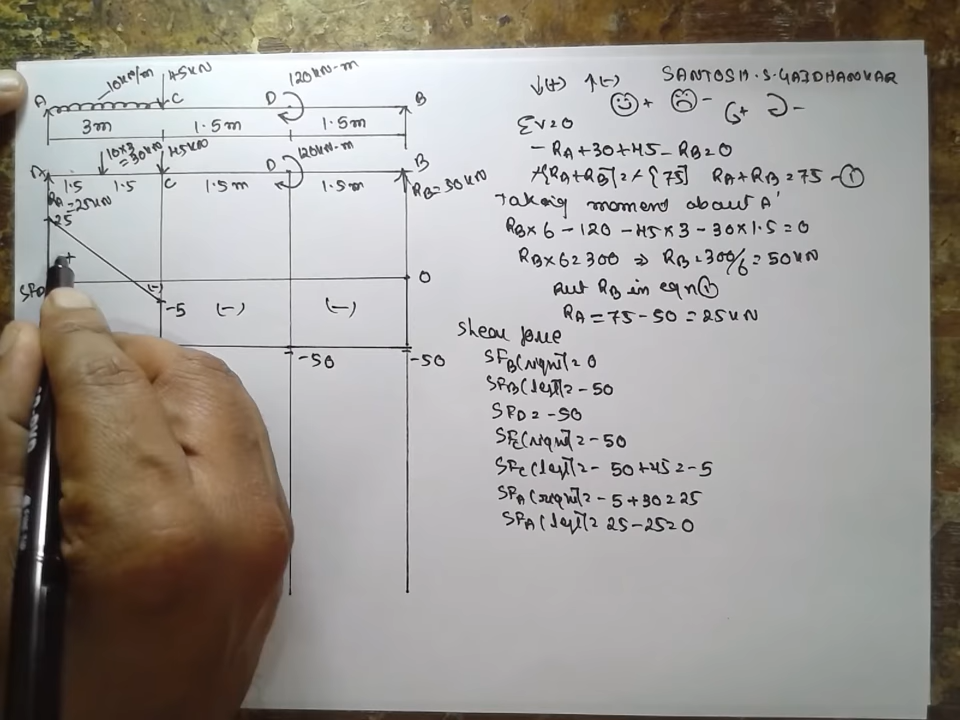 10kN/m 45kN 120kN-m
A C D B
3m 1.5m 1.5m
10×3 =30kN 45kN 120kN-m
A C D B
1.5 1.5 1.5m 1.5m
RA=25kN RB=50kN
25
+ 0
(-)
-5 (-) (-)
-50 -50
↓(+) ↑(-) SANTOSH.S.GAIDHANKAR
+ - + -
ΣV=0
-RA+30+45-RB=0
+{RA+RB}=+{75} RA+RB=75 -①
Taking moment about 'A'
RB×6-120-45×3-30×1.5=0
RB×6=300 ⇒ RB=300/6=50kN
Put RB in eqn ①
RA=75-50=25kN
Shear force
SFB(right)=0
SFB(left)=-50
SFD=-50
SFC(right)=-50
SFC(left)=-50+45=-5
SFA(right)=-5+30=25
SFA(left)=25-25=0